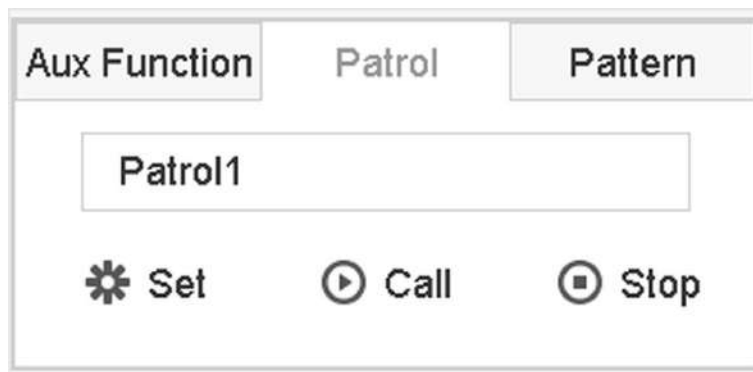 Aux Function Patrol Pattern
Patrol1
Set Call Stop